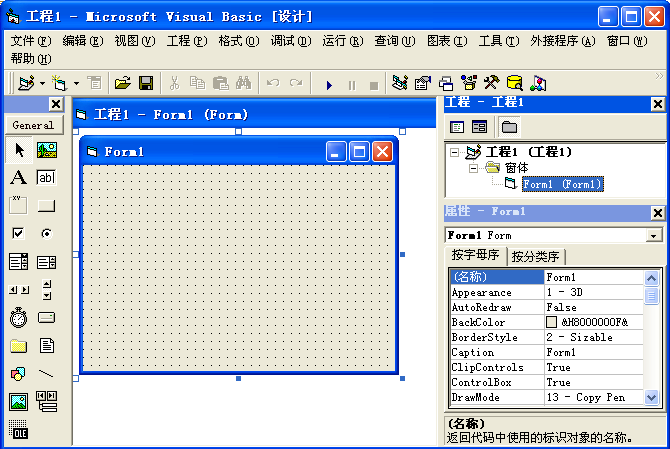 工程1 - Microsoft Visual Basic [设计]
文件(F) 编辑(E) 视图(V) 工程(P) 格式(O) 调试(D) 运行(R) 查询(U) 图表(I) 工具(T) 外接程序(A) 窗口(W)
帮助(H)
General
A
ab
xv
OLE
工程1 - Form1 (Form)
Form1
工程 - 工程1
工程1 (工程1)
窗体
Form1 (Form1)
属性 - Form1
Form1 Form
按字母序 按分类序
(名称) Form1
Appearance 1 - 3D
AutoRedraw False
BackColor &H8000000F&
BorderStyle 2 - Sizable
Caption Form1
ClipControls True
ControlBox True
DrawMode 13 - Copy Pen
(名称)
返回代码中使用的标识对象的名称。